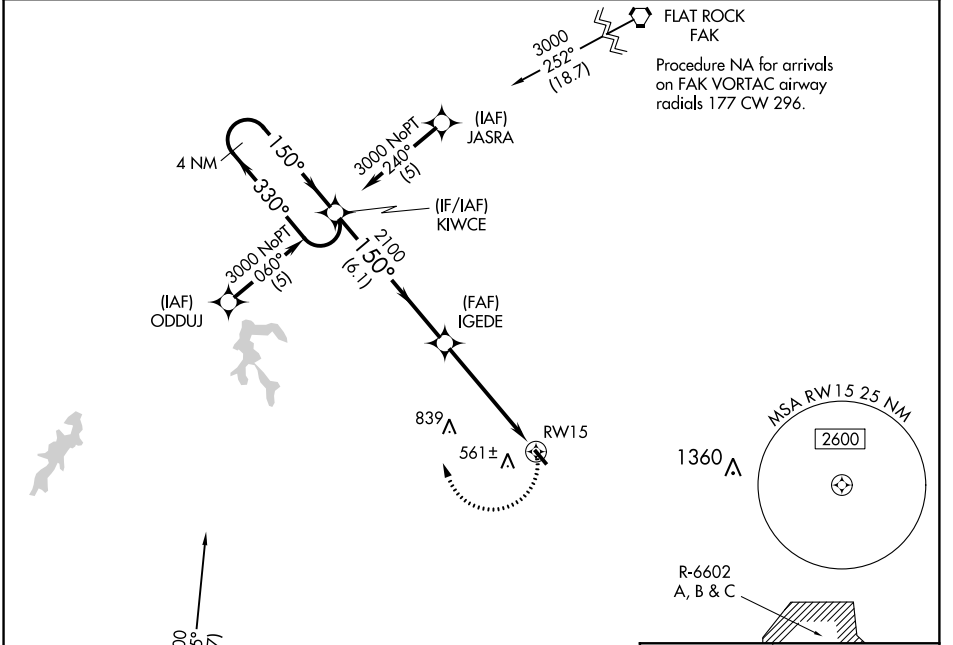 FLAT ROCK
FAK
3000
252°
(18.7)
Procedure NA for arrivals
on FAK VORTAC airway
radials 177 CW 296.
(IAF)
JASRA
3000 NoPT
240°
(5)
4 NM
150°
330°
(IF/IAF)
KIWCE
3000 NoPT
060°
(5)
2100
150°
(6.1)
(IAF)
ODDUJ
(FAF)
IGEDE
839
561±
RW15
MSA RW15 25 NM
2600
1360
R-6602
A, B & C